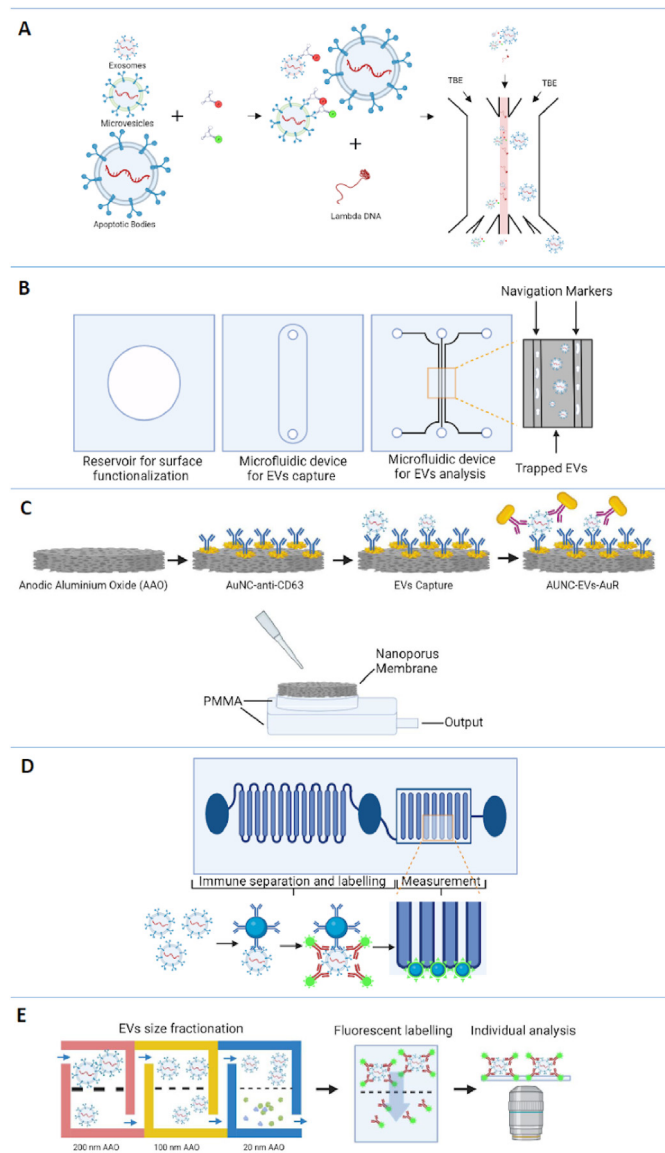 A
Exosomes
Microvesicles
Apoptotic Bodies
Lambda DNA
TBE
TBE
B
Navigation Markers
Reservoir for surface
functionalization
Microfluidic device
for EVs capture
Microfluidic device
for EVs analysis
Trapped EVs
C
Anodic Aluminium Oxide (AAO)
AuNC-anti-CD63
EVs Capture
AUNC-EVs-AuR
Nanoporus
Membrane
PMMA
Output
D
Immune separation and labelling
Measurement
E
EVs size fractionation
Fluorescent labelling
Individual analysis
200 nm AAO
100 nm AAO
20 nm AAO